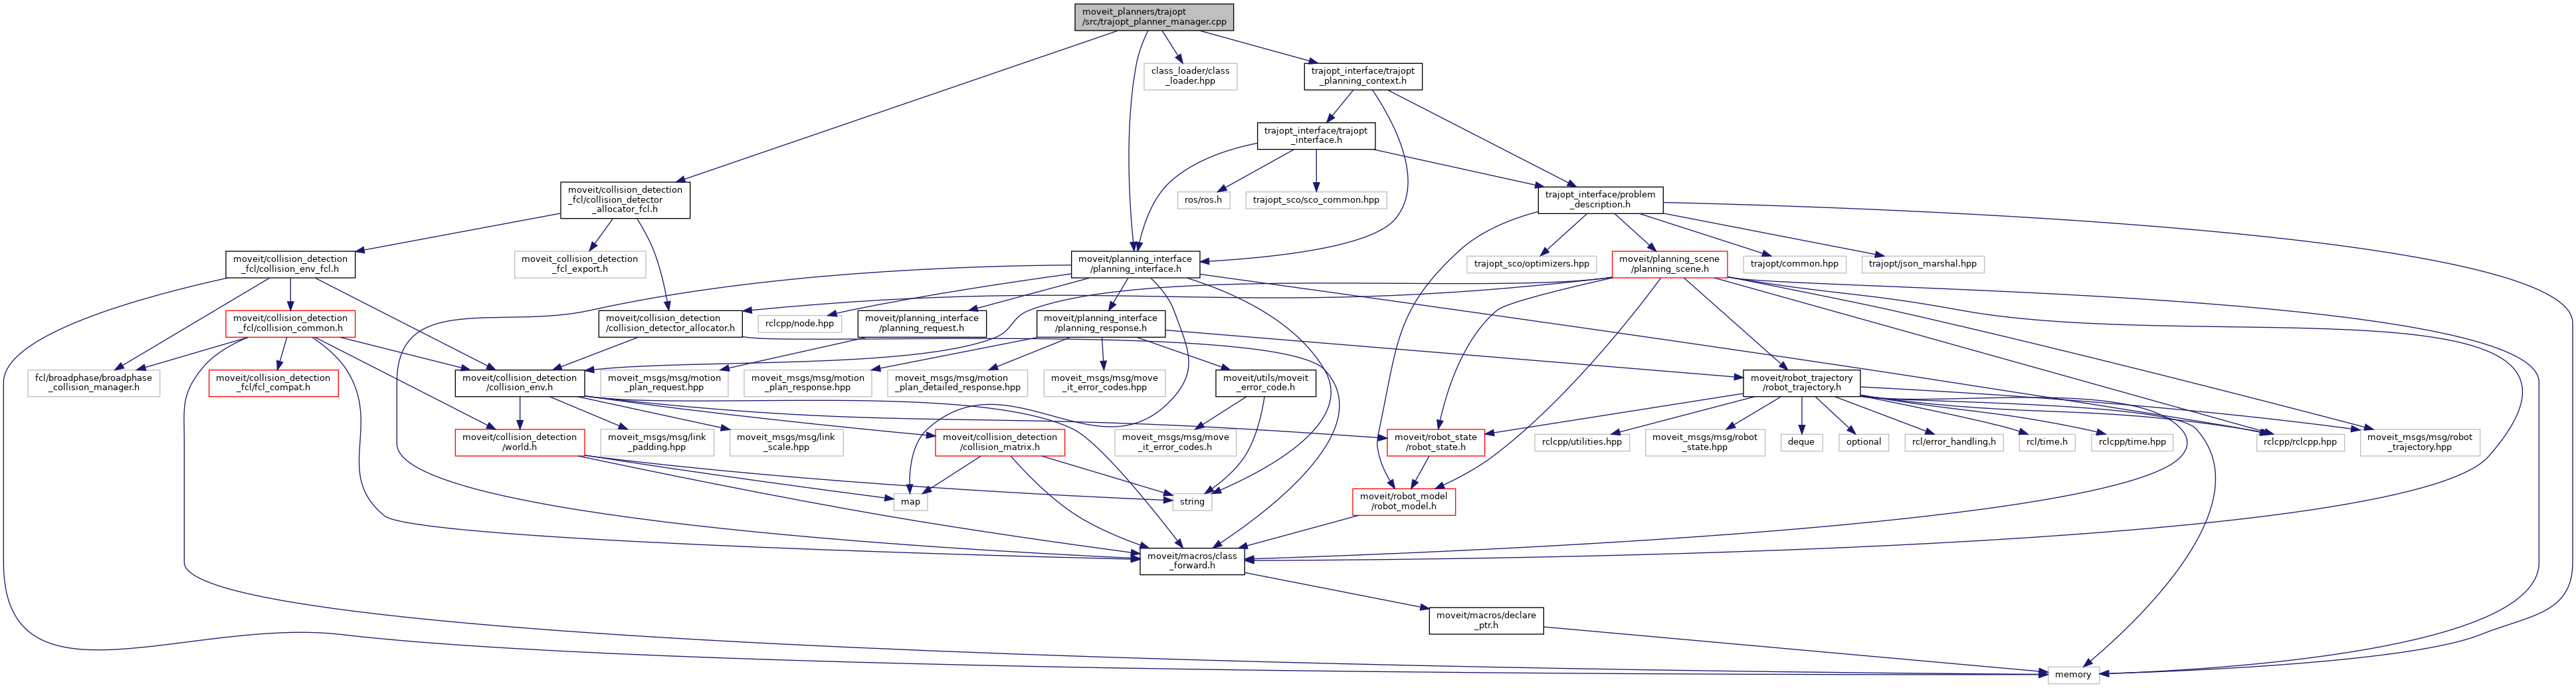 moveit_planners/trajopt
/src/trajopt_planner_manager.cpp
class_loader/class
_loader.hpp
trajopt_interface/trajopt
_planning_context.h
trajopt_interface/trajopt
_interface.h
moveit/collision_detection
_fcl/collision_detector
_allocator_fcl.h
ros/ros.h
trajopt_sco/sco_common.hpp
trajopt_interface/problem
_description.h
moveit/collision_detection
_fcl/collision_env_fcl.h
moveit_collision_detection
_fcl_export.h
moveit/planning_interface
/planning_interface.h
trajopt_sco/optimizers.hpp
moveit/planning_scene
/planning_scene.h
trajopt/common.hpp
trajopt/json_marshal.hpp
moveit/collision_detection
_fcl/collision_common.h
moveit/collision_detection
/collision_detector_allocator.h
rclcpp/node.hpp
moveit/planning_interface
/planning_request.h
moveit/planning_interface
/planning_response.h
fcl/broadphase/broadphase
_collision_manager.h
moveit/collision_detection
_fcl/fcl_compat.h
moveit/collision_detection
/collision_env.h
moveit_msgs/msg/motion
_plan_request.hpp
moveit_msgs/msg/motion
_plan_response.hpp
moveit_msgs/msg/motion
_plan_detailed_response.hpp
moveit_msgs/msg/move
_it_error_codes.hpp
moveit/utils/moveit
_error_code.h
moveit/robot_trajectory
/robot_trajectory.h
moveit/collision_detection
/world.h
moveit_msgs/msg/link
_padding.hpp
moveit_msgs/msg/link
_scale.hpp
moveit/collision_detection
/collision_matrix.h
moveit_msgs/msg/move
_it_error_codes.h
moveit/robot_state
/robot_state.h
rclcpp/utilities.hpp
moveit_msgs/msg/robot
_state.hpp
deque
optional
rcl/error_handling.h
rcl/time.h
rclcpp/time.hpp
rclcpp/rclcpp.hpp
moveit_msgs/msg/robot
_trajectory.hpp
map
string
moveit/robot_model
/robot_model.h
moveit/macros/class
_forward.h
moveit/macros/declare
_ptr.h
memory